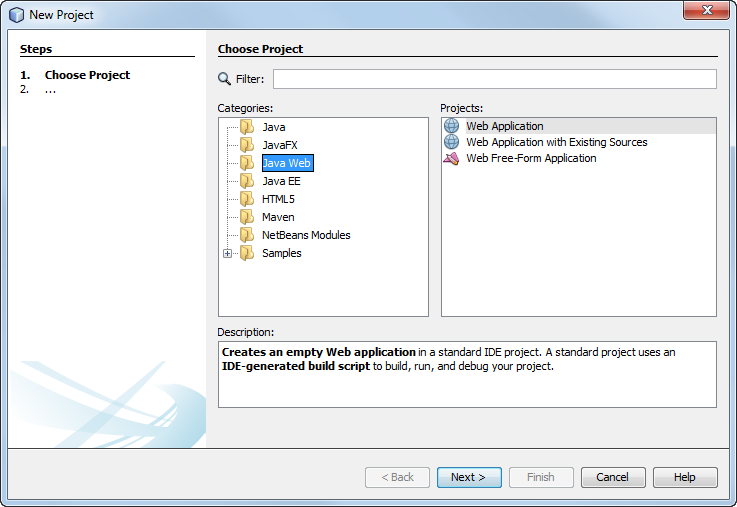 New Project
Steps
1. Choose Project
2. ...
Choose Project
Filter:
Categories:
Java
JavaFX
Java Web
Java EE
HTML5
Maven
NetBeans Modules
Samples
Projects:
Web Application
Web Application with Existing Sources
Web Free-Form Application
Description:
Creates an empty Web application in a standard IDE project. A standard project uses an
IDE-generated build script to build, run, and debug your project.
< Back
Next >
Finish
Cancel
Help